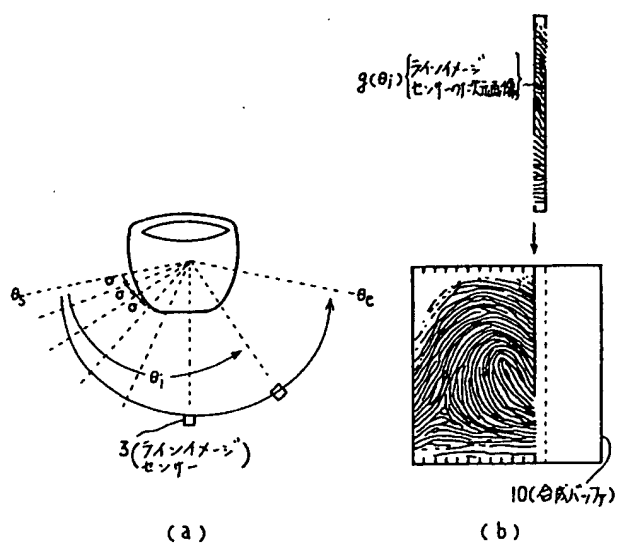 g(θi) ラインイメージ
センサーの一次元画像
θs
σ
σ
σ
θe
θi
3(ラインイメージ
センサー)
10(合成バッファ)
(a)
(b)